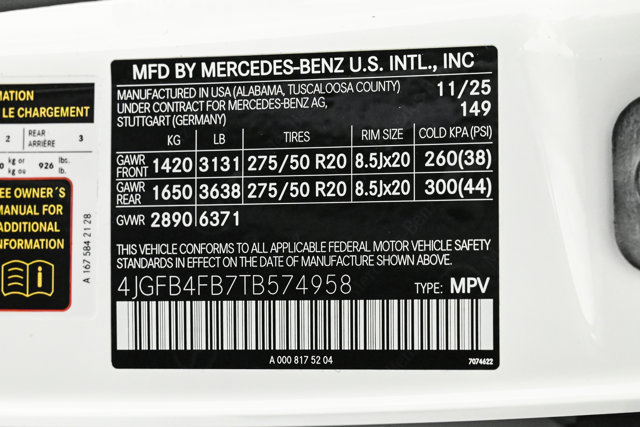 MFD BY MERCEDES-BENZ U.S. INTL., INC
MANUFACTURED IN USA (ALABAMA, TUSCALOOSA COUNTY) 11/25
UNDER CONTRACT FOR MERCEDES-BENZ AG, 149
STUTTGART (GERMANY)
KG LB TIRES RIM SIZE COLD KPA (PSI)
GAWR FRONT 1420 3131 275/50 R20 8.5Jx20 260(38)
GAWR REAR 1650 3638 275/50 R20 8.5Jx20 300(44)
GVWR 2890 6371
THIS VEHICLE CONFORMS TO ALL APPLICABLE FEDERAL MOTOR VEHICLE SAFETY
STANDARDS IN EFFECT ON THE DATE OF MANUFACTURE SHOWN ABOVE.
4JGFB4FB7TB574958 TYPE: MPV
A 000 817 52 04 7074622
MATION
LE CHARGEMENT
2 REAR ARRIÈRE 3
kg or kg ou 926 lbs. lb.
EE OWNER´S
MANUAL FOR
ADDITIONAL
INFORMATION
A 167 584 21 28